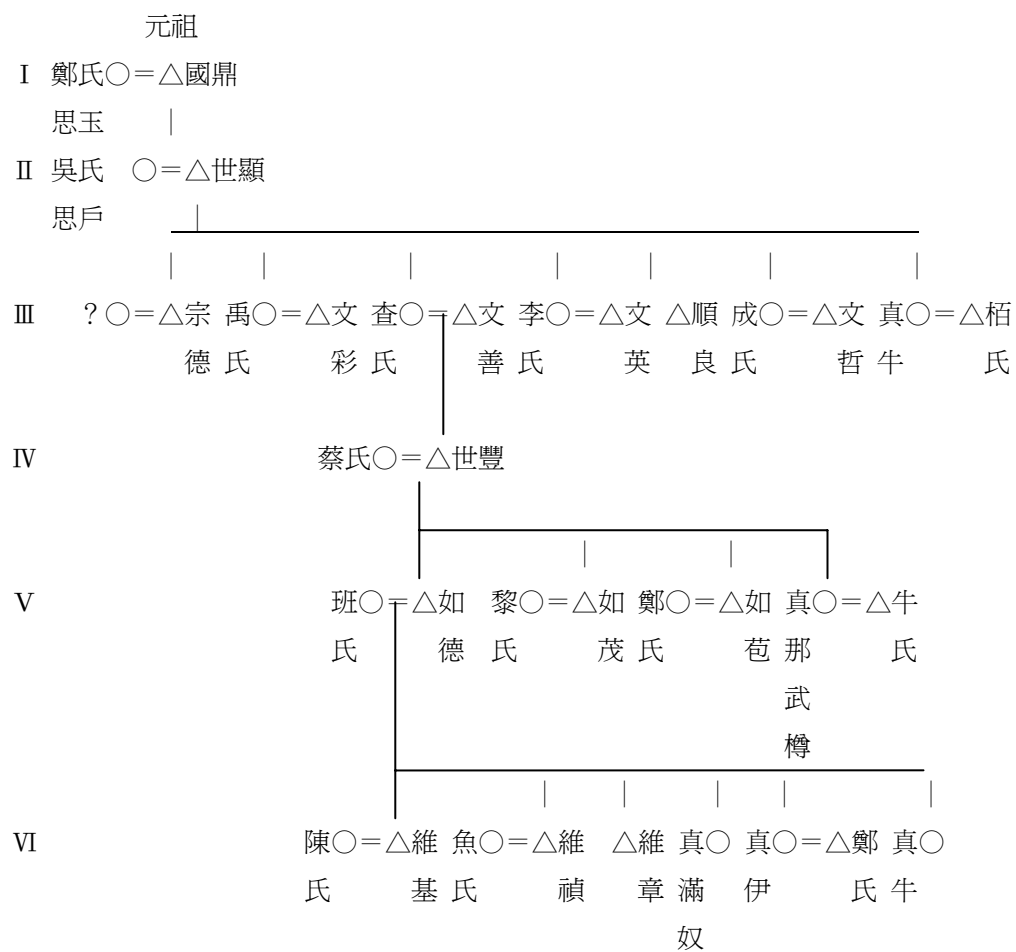 元祖
Ⅰ 鄭氏○=△國鼎
思玉 |
Ⅱ 吳氏 ○=△世顯
思戶 |
| | | | | | |
Ⅲ ?○=△宗 禹○=△文 查○=△文 李○=△文 △順 成○=△文 真○=△栢
德 氏 彩 氏 善 氏 英 良 氏 哲 牛 氏
Ⅳ 蔡氏○=△世豐
| |
Ⅴ 班○=△如 黎○=△如 鄭○=△如 真○=△牛
氏 德 氏 茂 氏 苞 那 氏
武
樽
| | | | |
Ⅵ 陳○=△維 魚○=△維 △維 真○ 真○=△鄭 真○
氏 基 氏 禎 章 滿 伊 氏 牛
奴